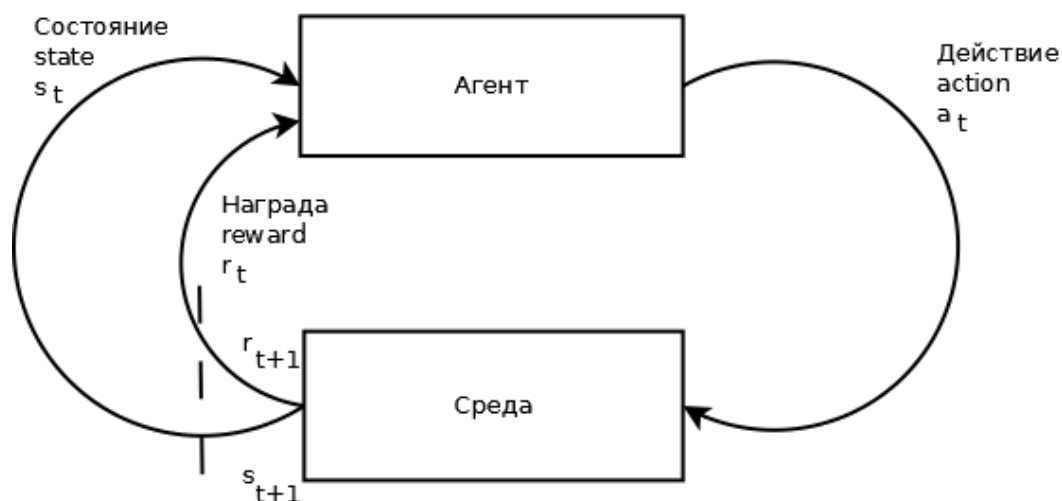 Состояние
state
s t
Агент
Действие
action
a t
Награда
reward
r t
r t+1
Среда
s t+1